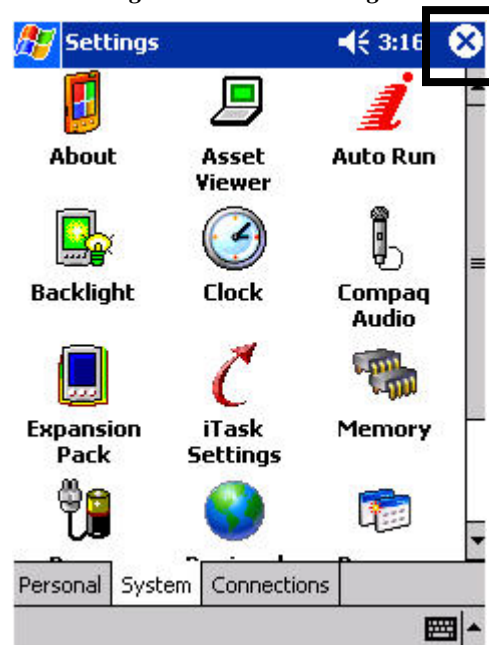 Settings 3:16
About Asset Viewer Auto Run
Backlight Clock Compaq Audio
Expansion Pack iTask Settings Memory
Personal System Connections